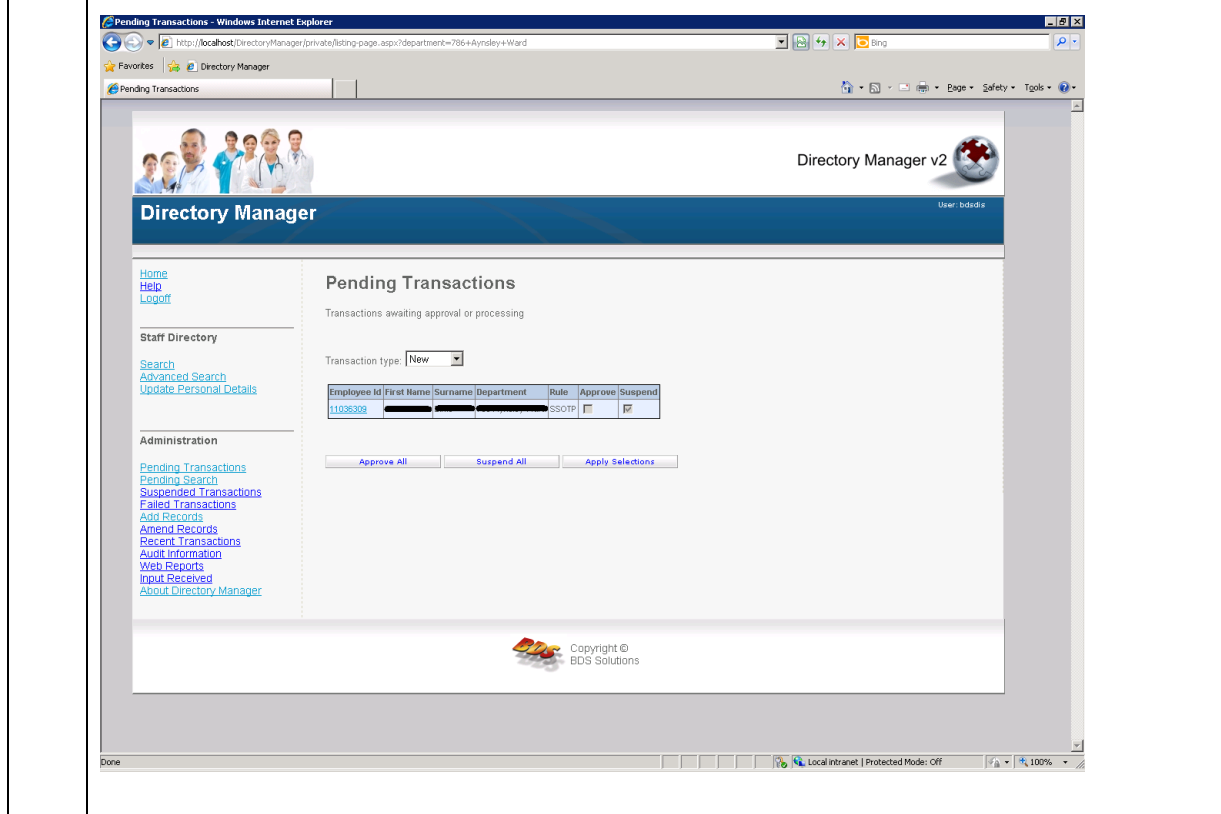 Pending Transactions - Windows Internet Explorer
http://localhost/DirectoryManager/private/listing-page.aspx?department=786+Aynsley+Ward
Bing
Favorites Directory Manager
Pending Transactions
Page Safety Tools
Directory Manager v2
Directory Manager
User: bdsdis
Home
Help
Logoff
Staff Directory
Search
Advanced Search
Update Personal Details
Administration
Pending Transactions
Pending Search
Suspended Transactions
Failed Transactions
Add Records
Amend Records
Recent Transactions
Audit Information
Web Reports
Input Received
About Directory Manager
Pending Transactions
Transactions awaiting approval or processing
Transaction type: New
Employee Id First Name Surname Department Rule Approve Suspend
11036309 SSOTP
Approve All Suspend All Apply Selections
BDS
Copyright ©
BDS Solutions
Done Local intranet | Protected Mode: Off 100%